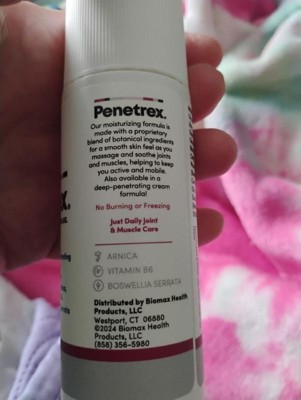 Penetrex.
Our moisturizing formula is
made with a proprietary
blend of botanical ingredients
for a smooth skin feel as you
massage and soothe joints
and muscles, helping to keep
you active and mobile.
Also available in a
deep-penetrating cream
formula!
No Burning or Freezing
Just Daily Joint
& Muscle Care
ARNICA
VITAMIN B6
BOSWELLIA SERRATA
Distributed by Biomax Health
Products, LLC
Westport, CT 06880
©2024 Biomax Health
Products, LLC
(858) 356-5980